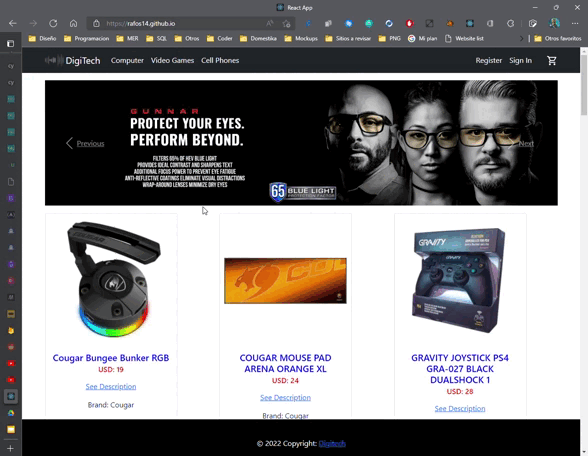 React App
https://rafos14.github.io
Diseño Programacion MER SQL Otros Coder Domestika Mockups Sitios a revisar PNG Mi plan Website list Otros favoritos
DigiTech Computer Video Games Cell Phones Register Sign In
GUNNAR
PROTECT YOUR EYES.
PERFORM BEYOND.
Previous
Next
FILTERS 65% OF HEV BLUE LIGHT
PROVIDES IDEAL CONTRAST AND SHARPENS TEXT
ADDITIONAL FOCUS POWER TO PREVENT EYE FATIGUE
ANTI-REFLECTIVE COATINGS ELIMINATE VISUAL DISTRACTIONS
WRAP-AROUND LENSES MINIMIZE DRY EYES
65 BLUE LIGHT
PROTECTION FACTOR
COU
GRAVITY
Cougar Bungee Bunker RGB
USD: 19
See Description
Brand: Cougar
COUGAR MOUSE PAD
ARENA ORANGE XL
USD: 24
See Description
Brand: Cougar
GRAVITY JOYSTICK PS4
GRA-027 BLACK
DUALSHOCK 1
USD: 28
See Description
© 2022 Copyright: Digitech